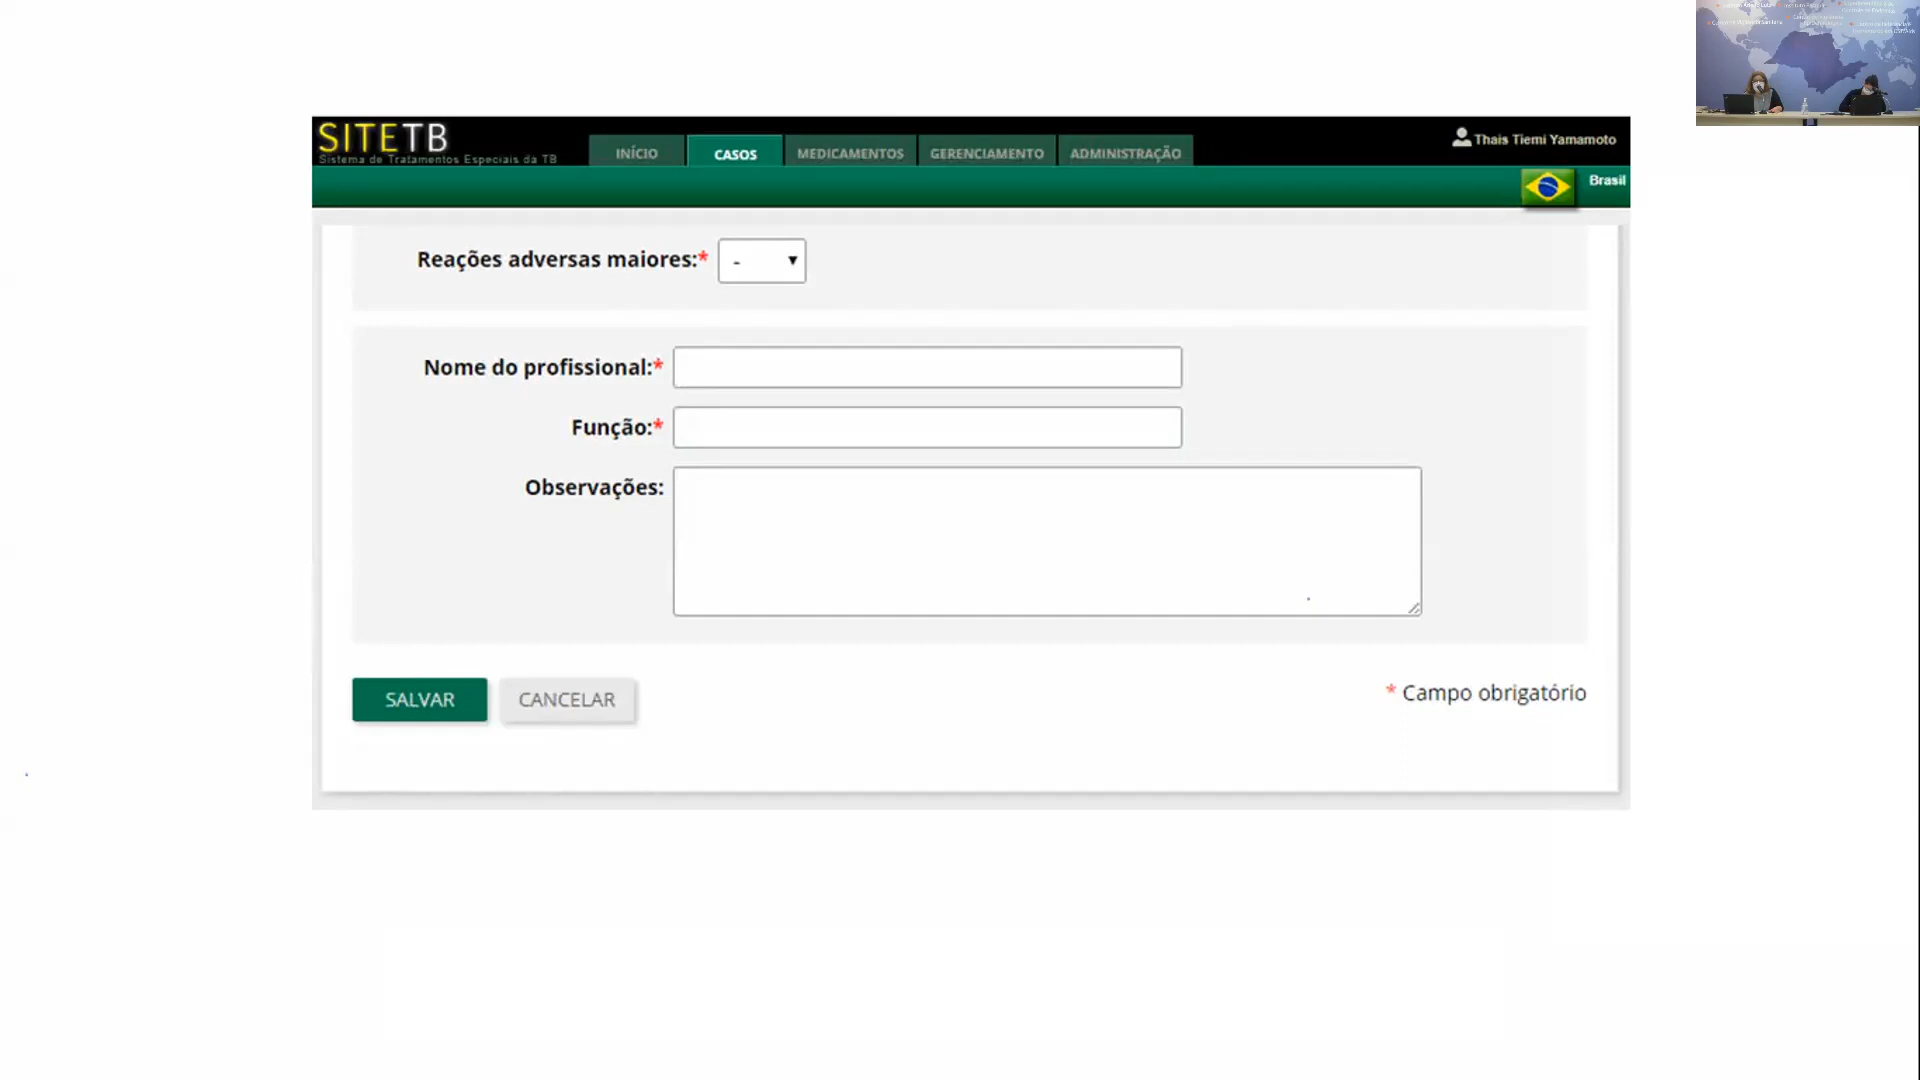 SITETB
Sistema de Tratamentos Especiais da TB
INÍCIO
CASOS
MEDICAMENTOS
GERENCIAMENTO
ADMINISTRAÇÃO
Thais Tiemi Yamamoto
Brasil
Reações adversas maiores:* -
Nome do profissional:*
Função:*
Observações:
SALVAR
CANCELAR
* Campo obrigatório